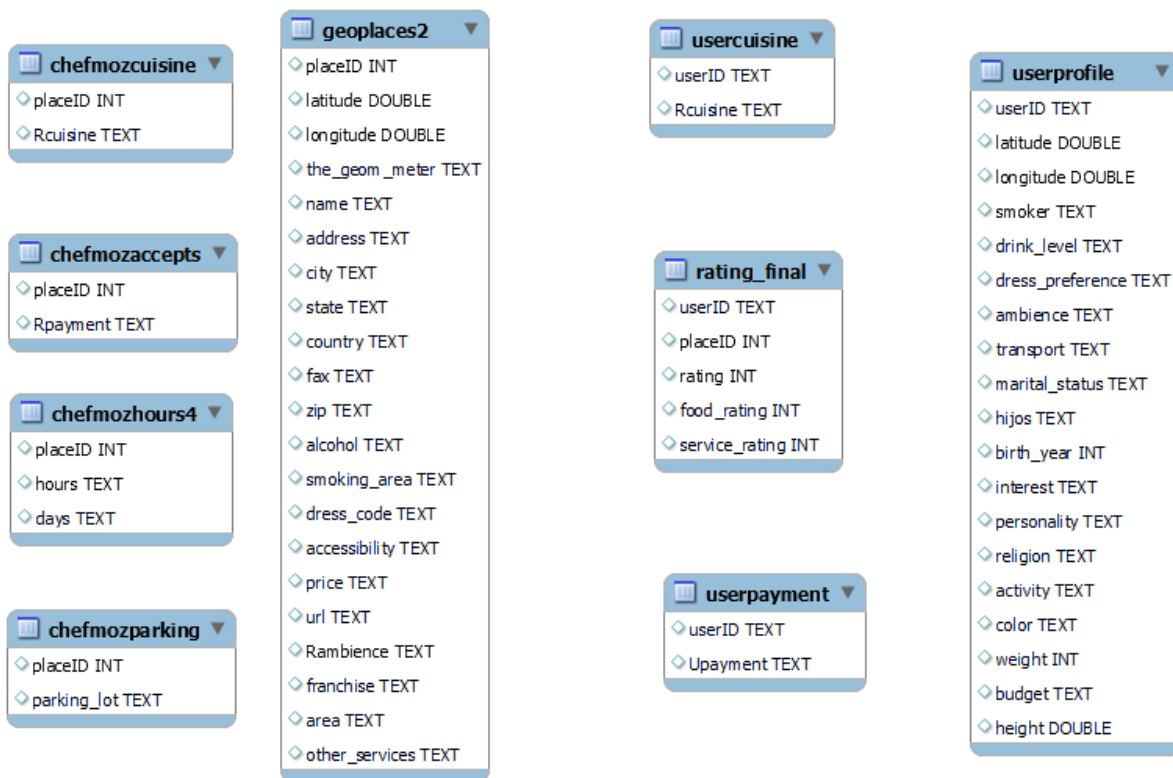 chefmozcuisine
placeID INT
Rcuisine TEXT
chefmozaccepts
placeID INT
Rpayment TEXT
chefmozhours4
placeID INT
hours TEXT
days TEXT
chefmozparking
placeID INT
parking_lot TEXT
geoplaces2
placeID INT
latitude DOUBLE
longitude DOUBLE
the_geom_meter TEXT
name TEXT
address TEXT
city TEXT
state TEXT
country TEXT
fax TEXT
zip TEXT
alcohol TEXT
smoking_area TEXT
dress_code TEXT
accessibility TEXT
price TEXT
url TEXT
Rambience TEXT
franchise TEXT
area TEXT
other_services TEXT
usercuisine
userID TEXT
Rcuisine TEXT
rating_final
userID TEXT
placeID INT
rating INT
food_rating INT
service_rating INT
userpayment
userID TEXT
Upayment TEXT
userprofile
userID TEXT
latitude DOUBLE
longitude DOUBLE
smoker TEXT
drink_level TEXT
dress_preference TEXT
ambience TEXT
transport TEXT
marital_status TEXT
hijos TEXT
birth_year INT
interest TEXT
personality TEXT
religion TEXT
activity TEXT
color TEXT
weight INT
budget TEXT
height DOUBLE